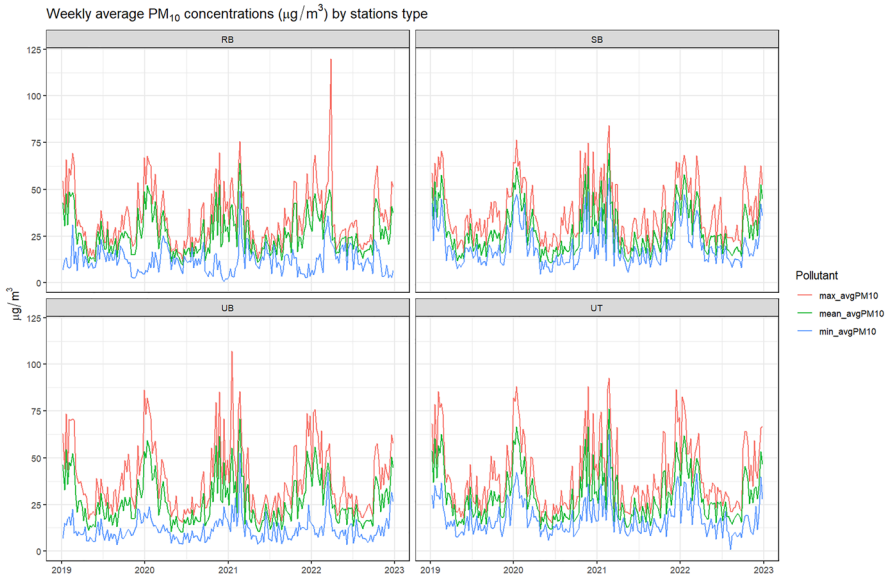 Weekly average PM₁₀ concentrations (μg/m³) by stations type
RB
SB
125
100
75
50
25
0
UB
UT
125
100
75
50
25
0
μg/m³
2019
2020
2021
2022
2023
2019
2020
2021
2022
2023
Pollutant
max_avgPM10
mean_avgPM10
min_avgPM10